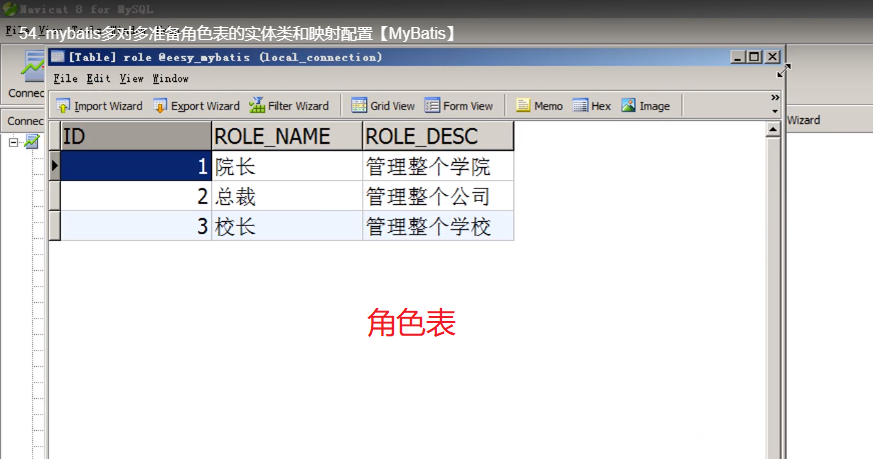 Navicat 8 for MySQL
54. mybatis多对多准备角色表的实体类和映射配置【MyBatis】
[Table] role @eesy_mybatis (local_connection)
File Edit View Window
Import Wizard Export Wizard Filter Wizard Grid View Form View Memo Hex Image »
Connec
Connec
Wizard
ID ROLE_NAME ROLE_DESC
1 院长 管理整个学院
2 总裁 管理整个公司
3 校长 管理整个学校
角色表